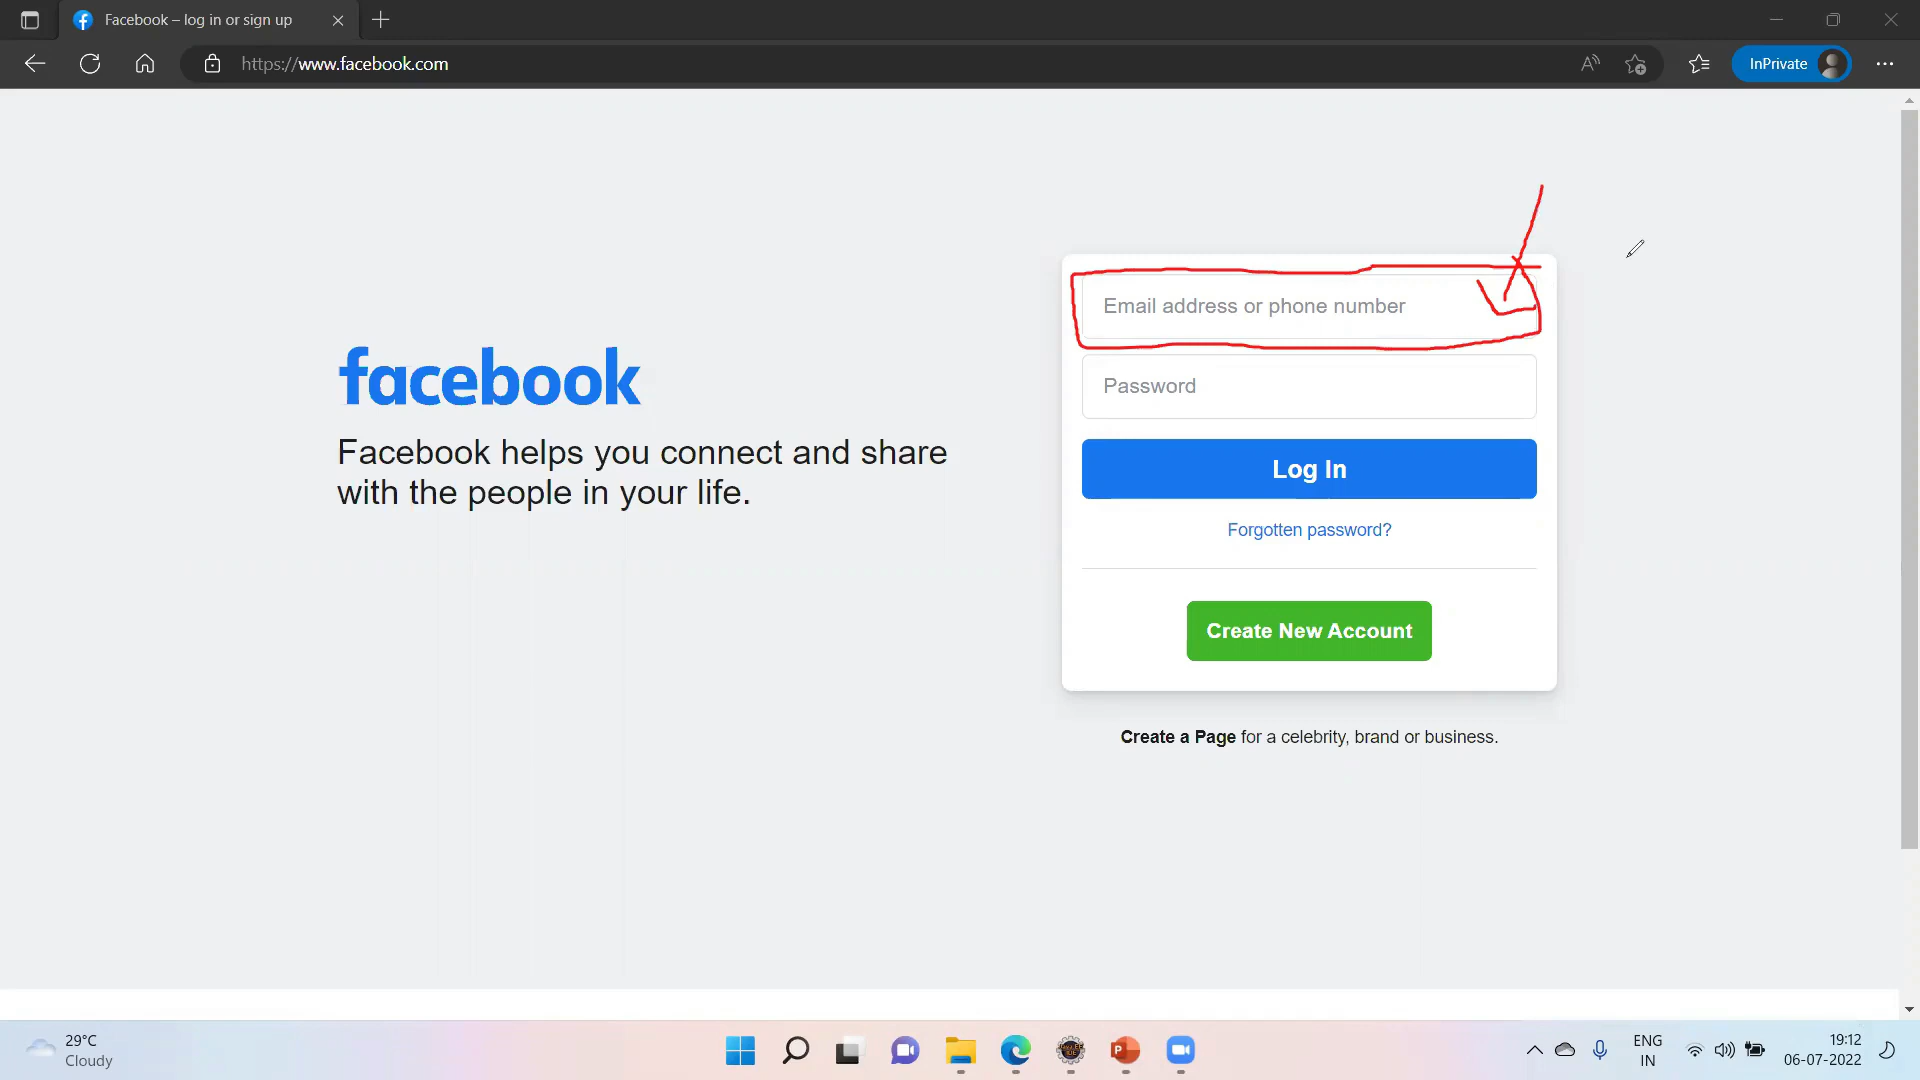 Facebook – log in or sign up
https://www.facebook.com
InPrivate
Email address or phone number
facebook
Password
Facebook helps you connect and share
with the people in your life.
Log In
Forgotten password?
Create New Account
Create a Page for a celebrity, brand or business.
29°C
Cloudy
ENG
IN
19:12
06-07-2022